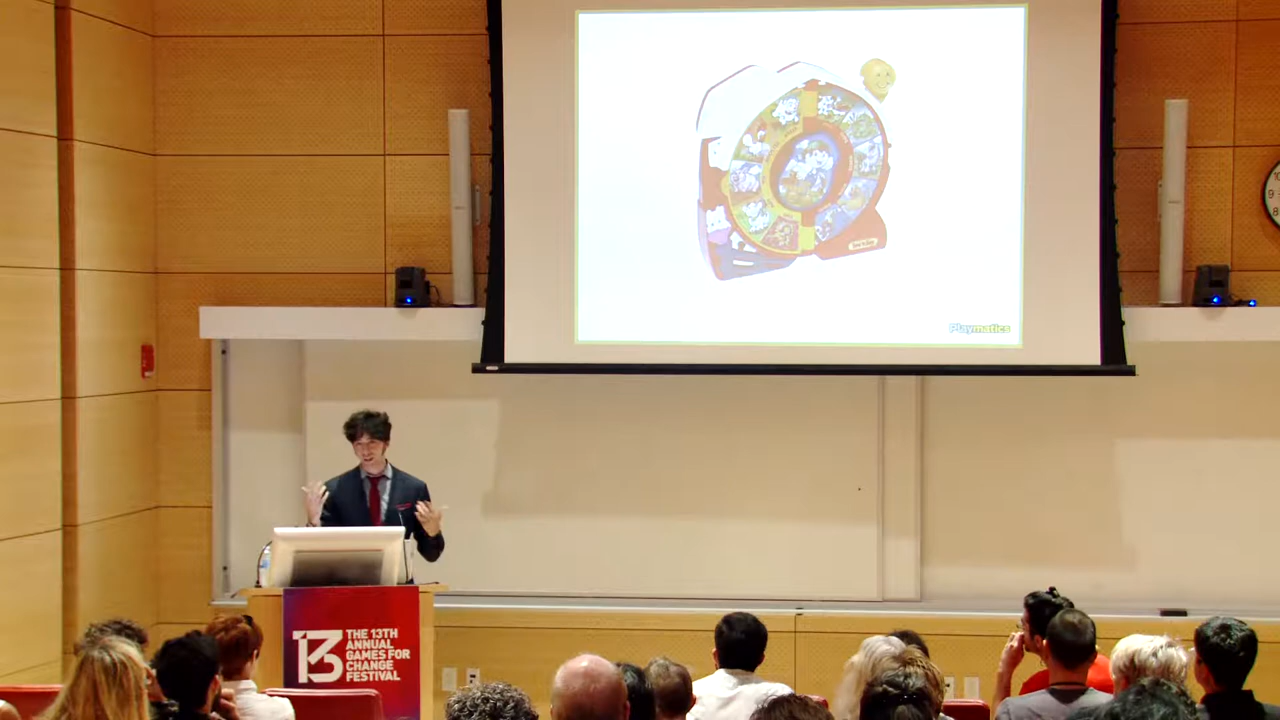 Playmatics
13 THE 13TH
ANNUAL
GAMES FOR
CHANGE
FESTIVAL